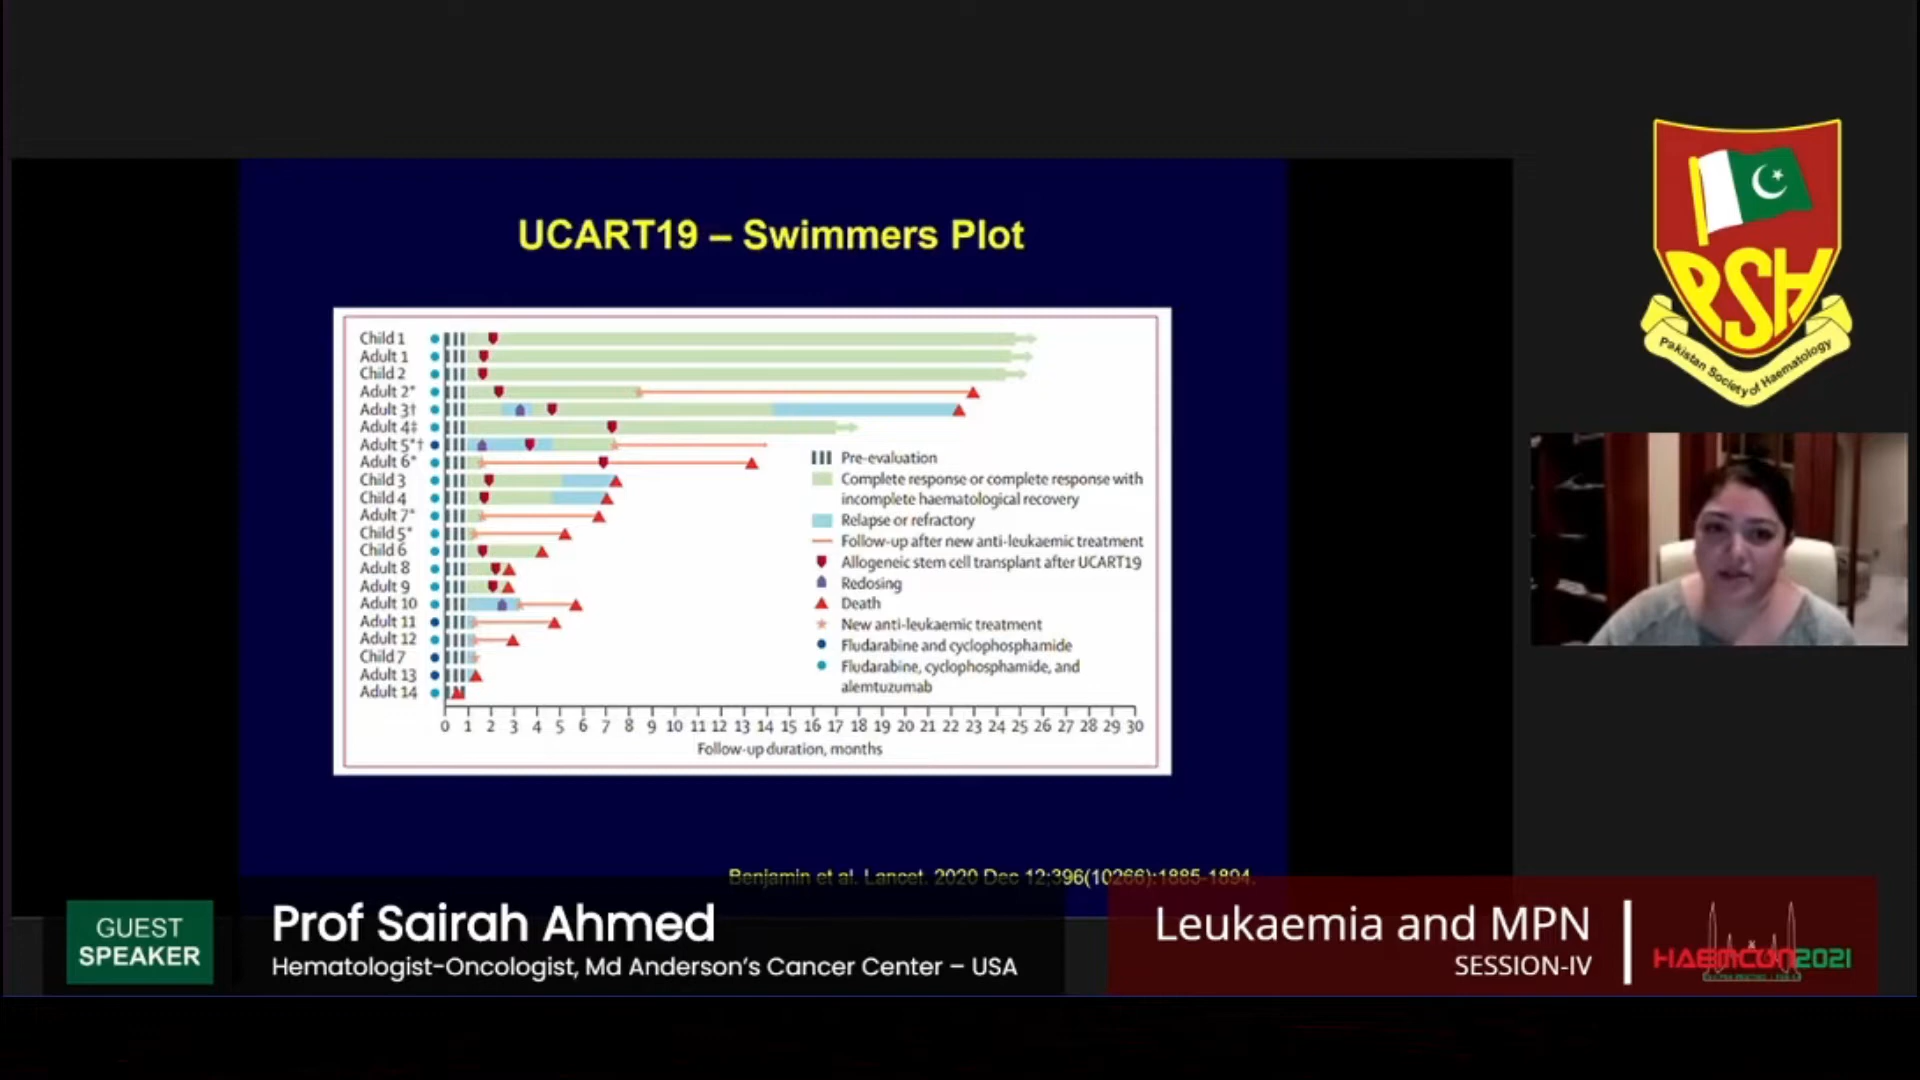 UCART19 – Swimmers Plot
Child 1
Adult 1
Child 2
Adult 2*
Adult 3†
Adult 4‡
Adult 5*†
Adult 6*
Child 3
Child 4
Adult 7*
Child 5*
Child 6
Adult 8
Adult 9
Adult 10
Adult 11
Adult 12
Child 7
Adult 13
Adult 14
Pre-evaluation
Complete response or complete response with
incomplete haematological recovery
Relapse or refractory
Follow-up after new anti-leukaemic treatment
Allogeneic stem cell transplant after UCART19
Redosing
Death
New anti-leukaemic treatment
Fludarabine and cyclophosphamide
Fludarabine, cyclophosphamide, and
alemtuzumab
0 1 2 3 4 5 6 7 8 9 10 11 12 13 14 15 16 17 18 19 20 21 22 23 24 25 26 27 28 29 30
Follow-up duration, months
Benjamin et al. Lancet. 2020 Dec 12;396(10266):1885-1894.
PSH
Pakistan Society of Haematology
GUEST
SPEAKER
Prof Sairah Ahmed
Hematologist-Oncologist, Md Anderson's Cancer Center – USA
Leukaemia and MPN
SESSION-IV
HAEMCON2021